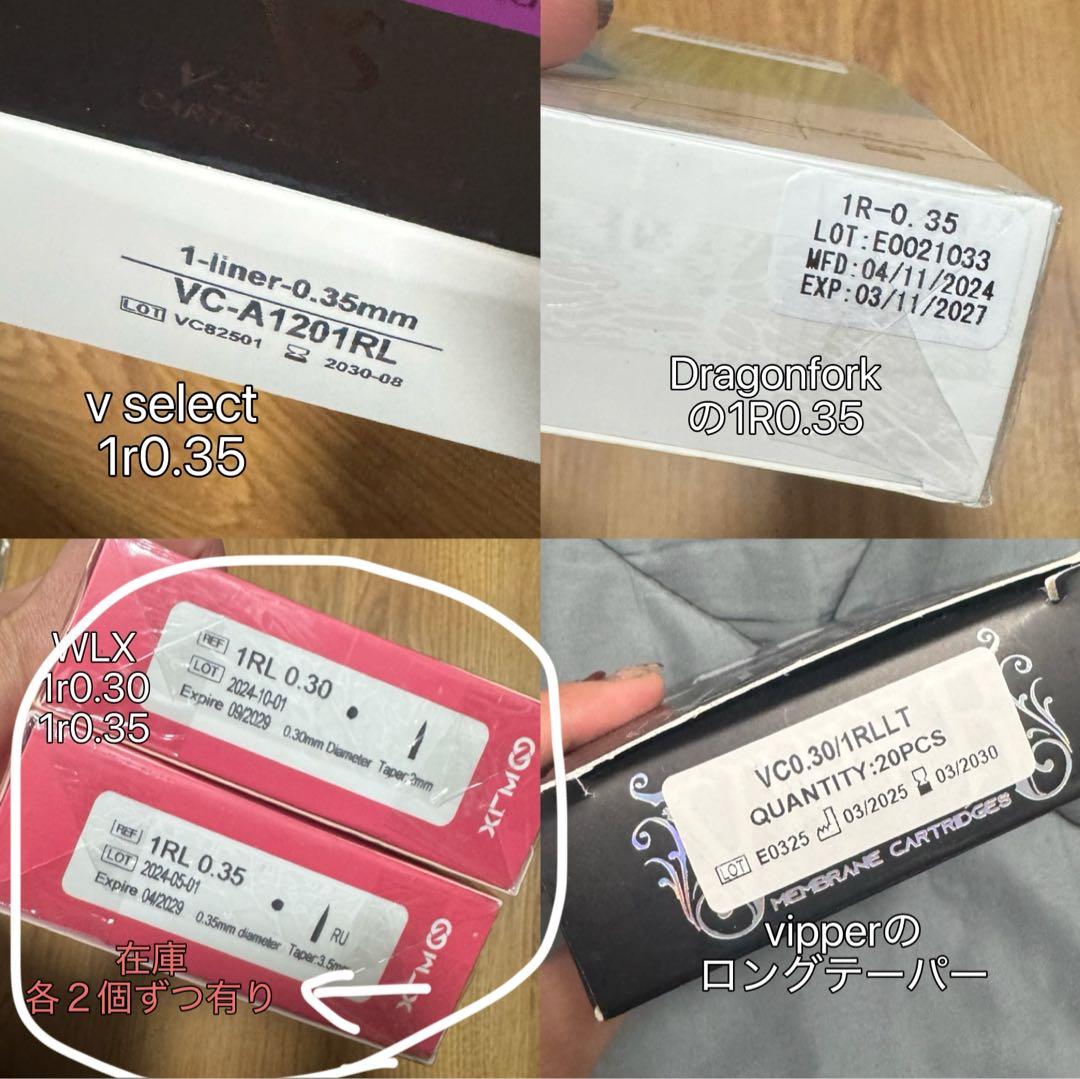 1-liner-0.35mm
VC-A1201RL
LOT VC82501 2030-08
v select
1r0.35
1R-0.35
LOT:E0021033
MFD:04/11/2024
EXP:03/11/2027
Dragonfork
の1R0.35
WLX
1r0.30
1r0.35
REF 1RL 0.30
LOT 2024-10-01
Expire 09/2029 0.30mm Diameter Taper:2mm
WLIX
REF 1RL 0.35
LOT 2024-05-01 RU
Expire 04/2029 0.35mm diameter Taper:3.5mm
WLIX
在庫
各2個ずつ有り
VC0.30/1RLLT
QUANTITY:20PCS
LOT E0325 03/2025 03/2030
MEMBRANE CARTRIDGES
vipperの
ロングテーパー